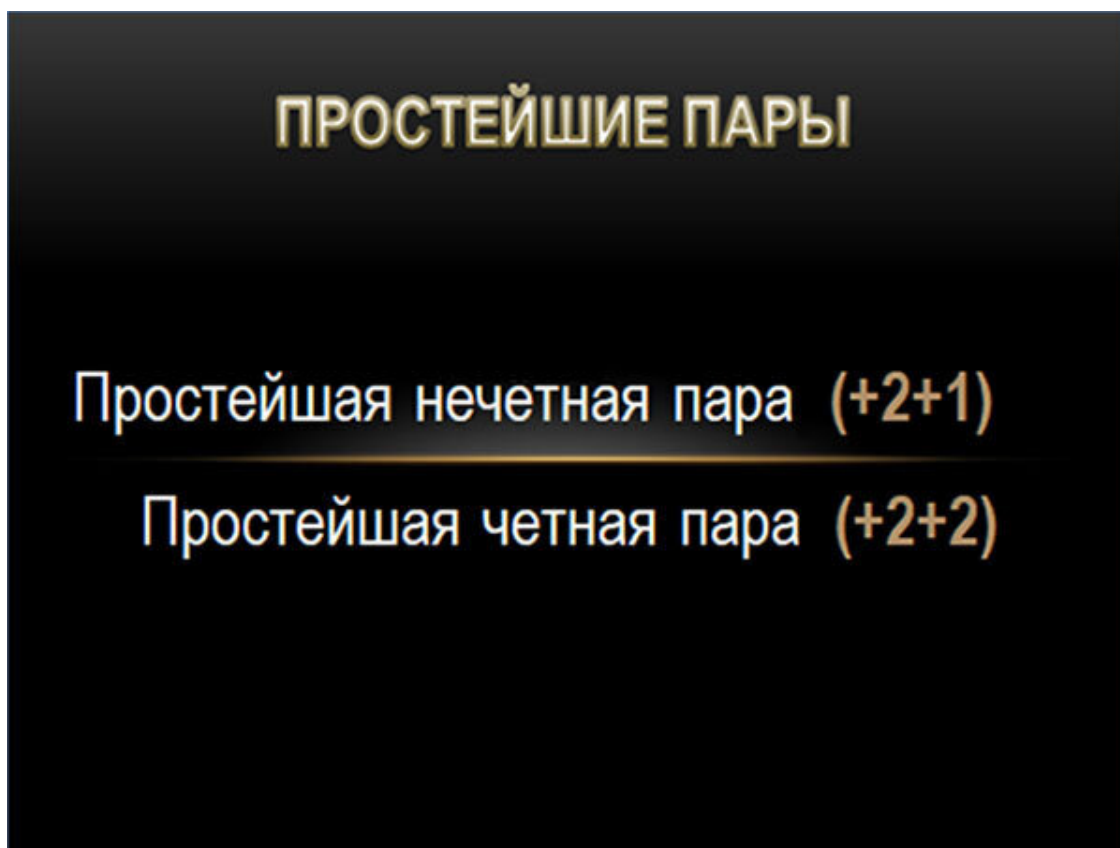 ПРОСТЕЙШИЕ ПАРЫ
Простейшая нечетная пара (+2+1)
Простейшая четная пара (+2+2)